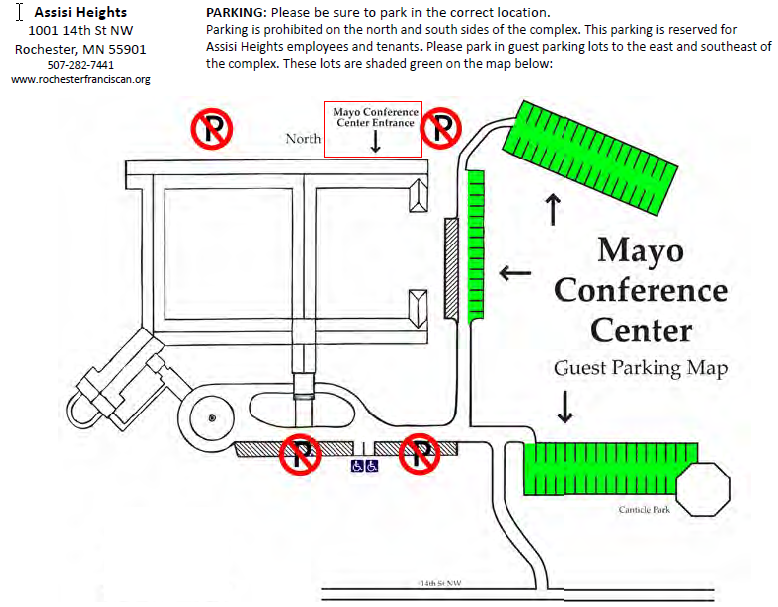 Assisi Heights
1001 14th St NW
Rochester, MN 55901
507-282-7441
www.rochesterfranciscan.org
PARKING: Please be sure to park in the correct location.
Parking is prohibited on the north and south sides of the complex. This parking is reserved for
Assisi Heights employees and tenants. Please park in guest parking lots to the east and southeast of
the complex. These lots are shaded green on the map below:
P
North
Mayo Conference
Center Entrance
P
Mayo
Conference
Center
Guest Parking Map
P
P
Canticle Park
14th St NW